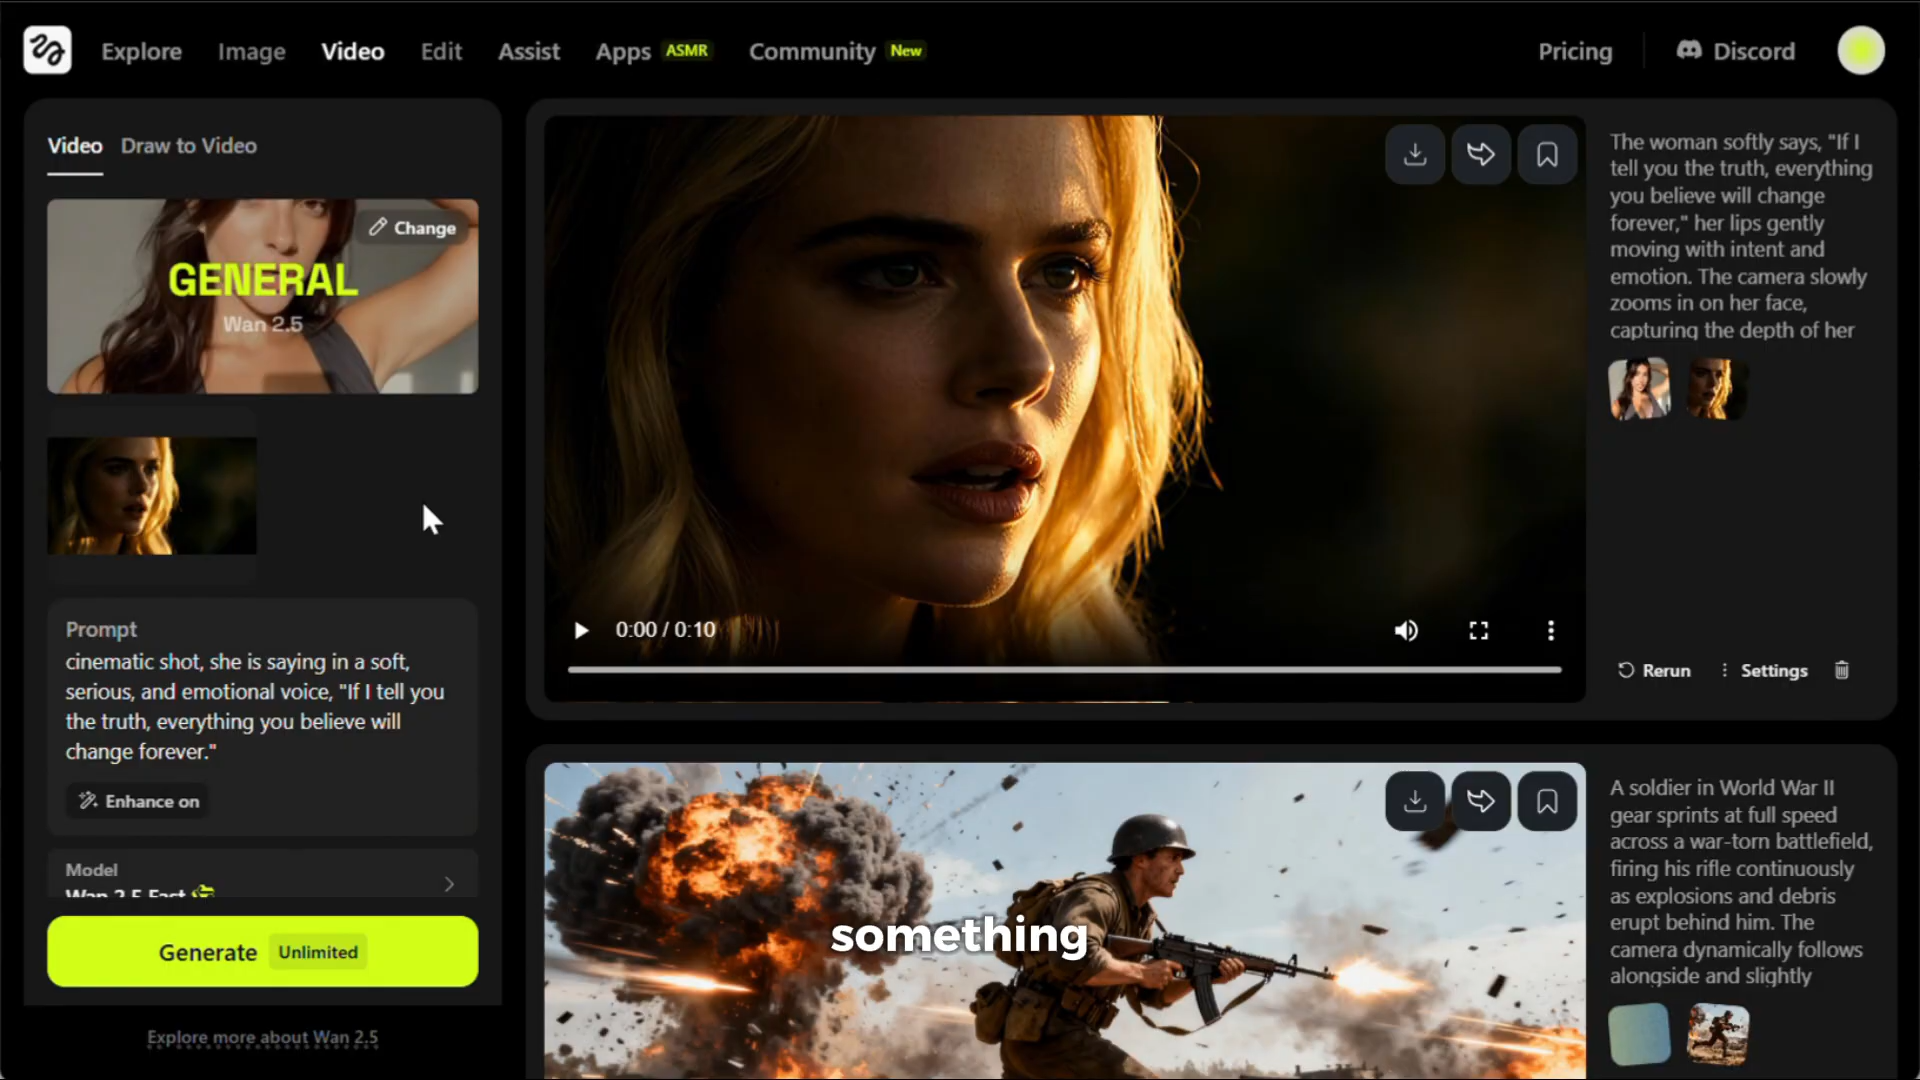 Explore
Image
Video
Edit
Assist
Apps ASMR
Community New
Pricing
Discord
Video
Draw to Video
Change
GENERAL
Wan 2.5
Prompt
cinematic shot, she is saying in a soft,
serious, and emotional voice, "If I tell you
the truth, everything you believe will
change forever."
Enhance on
Model
Wan 2.5 Fast
Generate Unlimited
Explore more about Wan 2.5
0:00 / 0:10
The woman softly says, "If I
tell you the truth, everything
you believe will change
forever," her lips gently
moving with intent and
emotion. The camera slowly
zooms in on her face,
capturing the depth of her
Rerun
Settings
something
A soldier in World War II
gear sprints at full speed
across a war-torn battlefield,
firing his rifle continuously
as explosions and debris
erupt behind him. The
camera dynamically follows
alongside and slightly